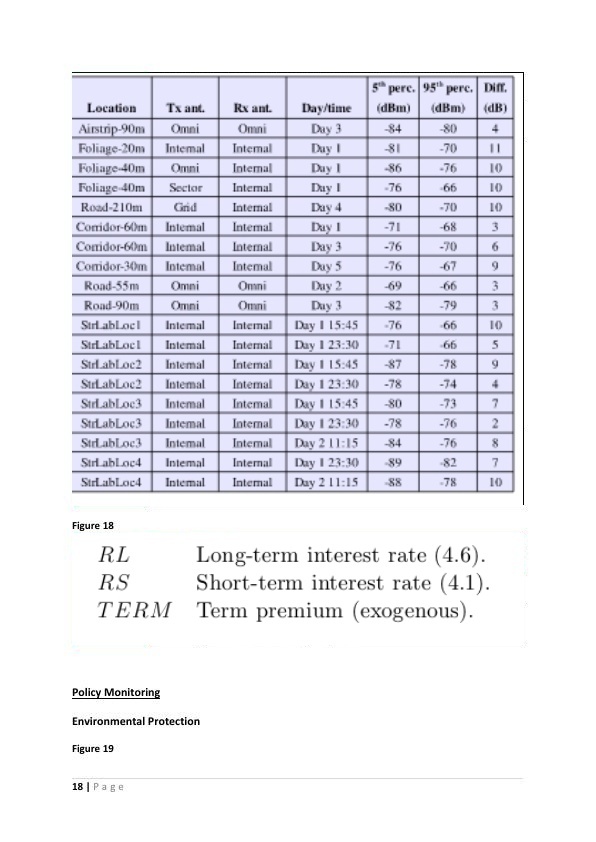 5th perc. 95th perc. Diff.
Location Tx ant. Rx ant. Day/time (dBm) (dBm) (dB)
Airstrip-90m Omni Omni Day 3 -84 -80 4
Foliage-20m Internal Internal Day 1 -81 -70 11
Foliage-40m Omni Internal Day 1 -86 -76 10
Foliage-40m Sector Internal Day 1 -76 -66 10
Road-210m Grid Internal Day 4 -80 -70 10
Corridor-60m Internal Internal Day 1 -71 -68 3
Corridor-60m Internal Internal Day 3 -76 -70 6
Corridor-30m Internal Internal Day 5 -76 -67 9
Road-55m Omni Omni Day 2 -69 -66 3
Road-90m Omni Omni Day 3 -82 -79 3
StrLabLoc1 Internal Internal Day 1 15:45 -76 -66 10
StrLabLoc1 Internal Internal Day 1 23:30 -71 -66 5
StrLabLoc2 Internal Internal Day 1 15:45 -87 -78 9
StrLabLoc2 Internal Internal Day 1 23:30 -78 -74 4
StrLabLoc3 Internal Internal Day 1 15:45 -80 -73 7
StrLabLoc3 Internal Internal Day 1 23:30 -78 -76 2
StrLabLoc3 Internal Internal Day 2 11:15 -84 -76 8
StrLabLoc4 Internal Internal Day 1 23:30 -89 -82 7
StrLabLoc4 Internal Internal Day 2 11:15 -88 -78 10
Figure 18
RL Long-term interest rate (4.6).
RS Short-term interest rate (4.1).
TERM Term premium (exogenous).
Policy Monitoring
Environmental Protection
Figure 19
18 | Page